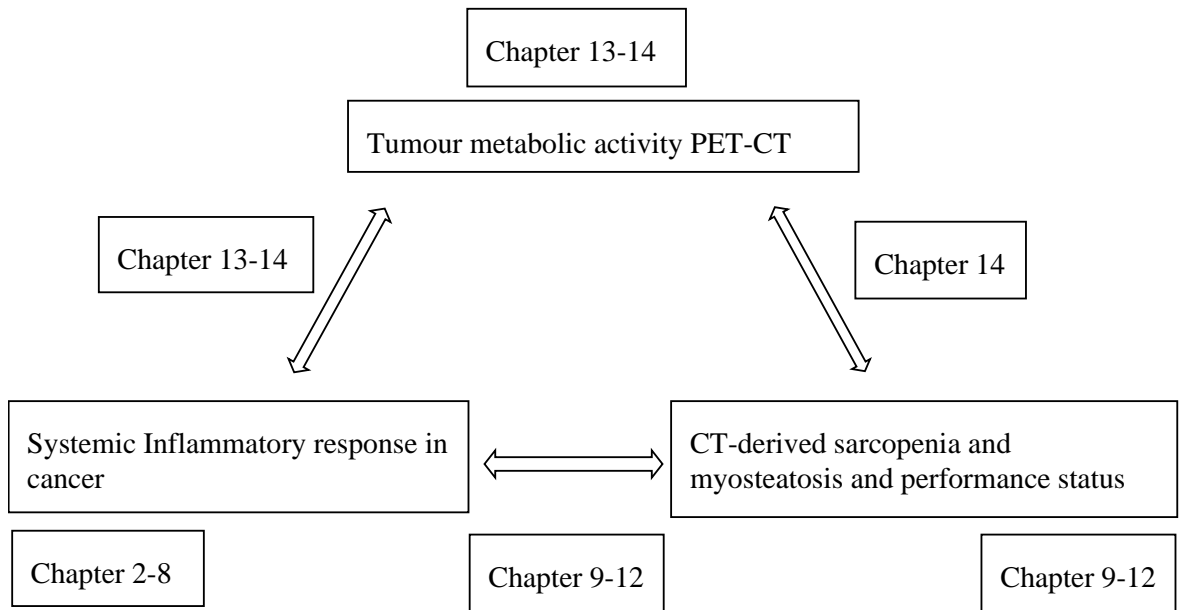 Chapter 13-14
Tumour metabolic activity PET-CT
Chapter 13-14
Chapter 14
Systemic Inflammatory response in
cancer
CT-derived sarcopenia and
myosteatosis and performance status
Chapter 2-8
Chapter 9-12
Chapter 9-12